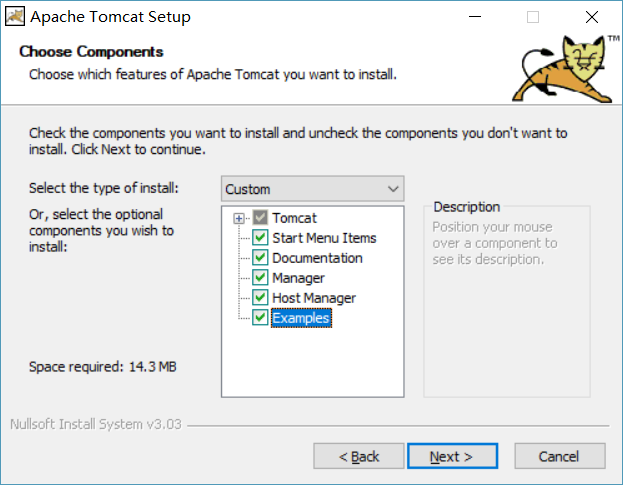 Apache Tomcat Setup
Choose Components
Choose which features of Apache Tomcat you want to install.
TM
Check the components you want to install and uncheck the components you don't want to
install. Click Next to continue.
Select the type of install:
Custom
Or, select the optional
components you wish to
install:
Tomcat
Start Menu Items
Documentation
Manager
Host Manager
Examples
Description
Position your mouse
over a component to
see its description.
Space required: 14.3 MB
Nullsoft Install System v3.03
< Back
Next >
Cancel